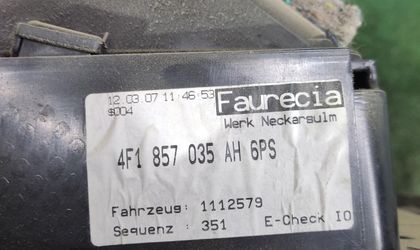 12.03.07 11:46:53 Faurecia
$004
Werk Neckarsulm
4F1 857 035 AH 6PS
Fahrzeug: 1112579
Sequenz : 351 E-Check IO